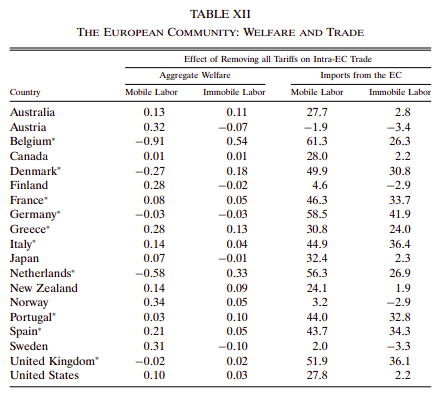 TABLE XII
THE EUROPEAN COMMUNITY: WELFARE AND TRADE
Effect of Removing all Tariffs on Intra-EC Trade
Aggregate Welfare Imports from the EC
Country Mobile Labor Immobile Labor Mobile Labor Immobile Labor
Australia 0.13 0.11 27.7 2.8
Austria 0.32 −0.07 −1.9 −3.4
Belgium* −0.91 0.54 61.3 26.3
Canada 0.01 0.01 28.0 2.2
Denmark* −0.27 0.18 49.9 30.8
Finland 0.28 −0.02 4.6 −2.9
France* 0.08 0.05 46.3 33.7
Germany* −0.03 −0.03 58.5 41.9
Greece* 0.28 0.13 30.8 24.0
Italy* 0.14 0.04 44.9 36.4
Japan 0.07 −0.01 32.4 2.3
Netherlands* −0.58 0.33 56.3 26.9
New Zealand 0.14 0.09 24.1 1.9
Norway 0.34 0.05 3.2 −2.9
Portugal* 0.03 0.10 44.0 32.8
Spain* 0.21 0.05 43.7 34.3
Sweden 0.31 −0.10 2.0 −3.3
United Kingdom* −0.02 0.02 51.9 36.1
United States 0.10 0.03 27.8 2.2